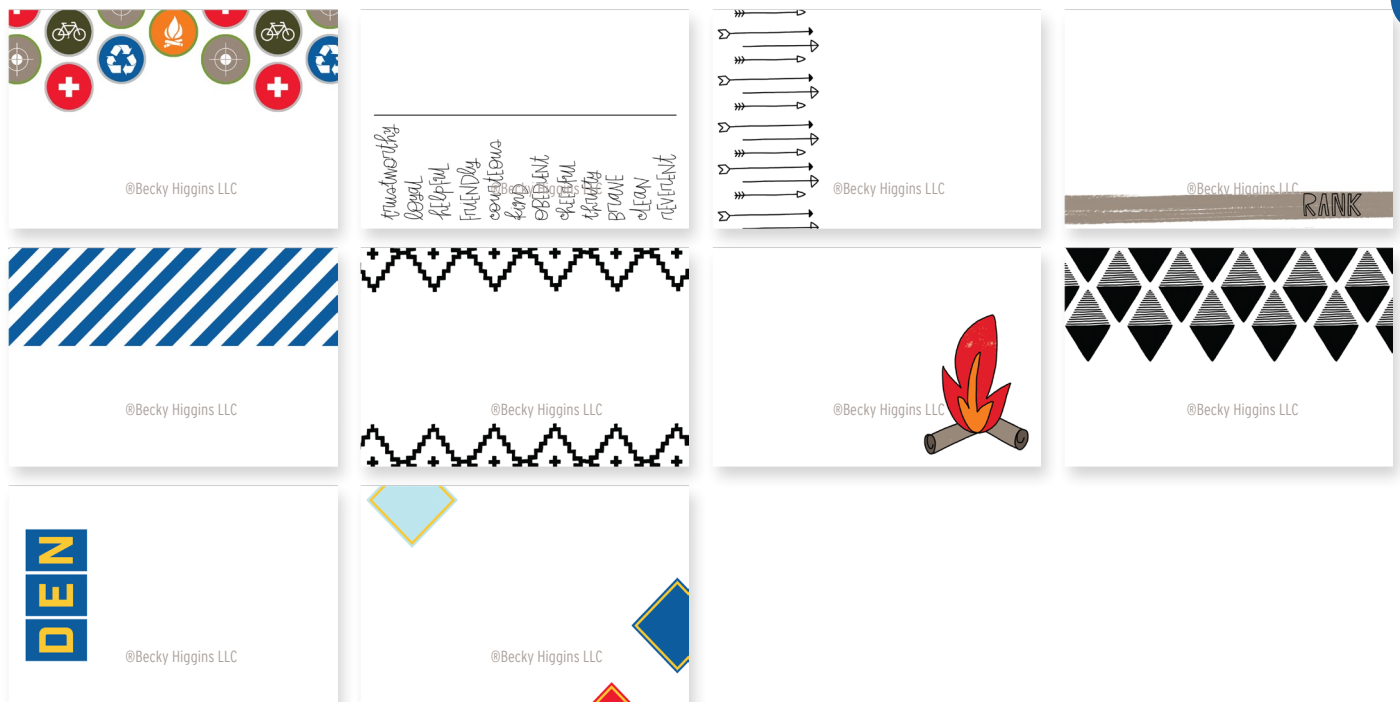 ®Becky Higgins LLC
trustworthy
loyal
HELPFUL
FRIENDLY
couRteous
kind
OBEDIENT
cHEERFUL
thrifty
BRAVE
cLEAN
REVERENT
®Becky Higgins LLC
®Becky Higgins LLC
®Becky Higgins LLC
RANK
®Becky Higgins LLC
®Becky Higgins LLC
®Becky Higgins LLC
®Becky Higgins LLC
DEN
®Becky Higgins LLC
®Becky Higgins LLC